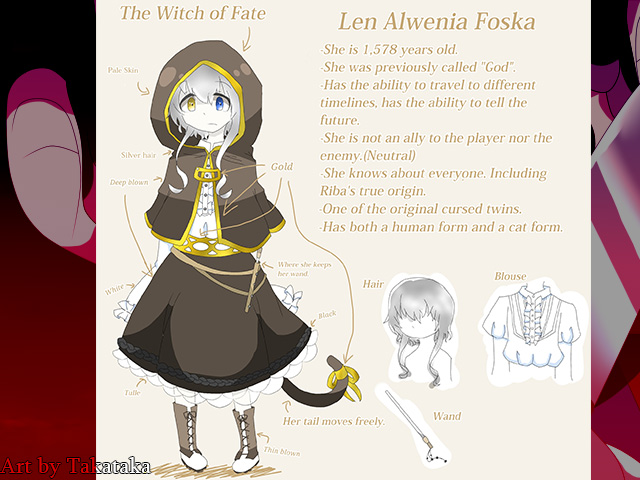 The Witch of Fate
Len Alwenia Foska
-She is 1,578 years old.
-She was previously called "God".
-Has the ability to travel to different
timelines, has the ability to tell the
future.
-She is not an ally to the player nor the
enemy.(Neutral)
-She knows about everyone. Including
Riba's true origin.
-One of the original cursed twins.
-Has both a human form and a cat form.
Pale Skin
Silver hair
Deep blown
Gold
Where she keeps
her wand
White
Black
Tulle
Her tail moves freely.
Thin blown
Hair
Blouse
Wand
Art by Takataka